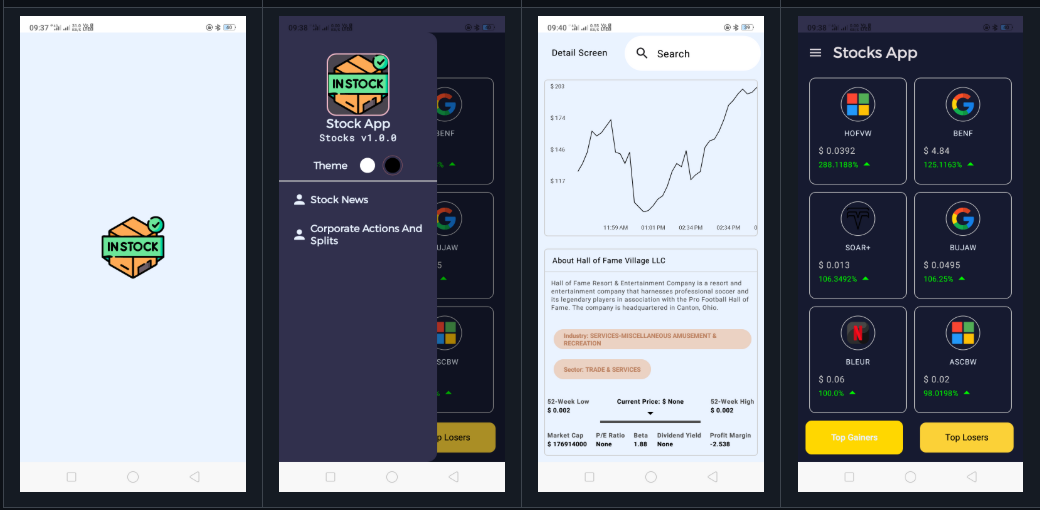 09:37
IN STOCK
09:38
IN STOCK
Stock App
Stocks v1.0.0
Theme
Stock News
Corporate Actions And
Splits
BENF
%
BUJAW
5
ASCBW
%
Top Losers
09:40
Detail Screen
Search
$ 203
$ 174
$ 146
$ 117
11:59 AM 01:01 PM 02:34 PM 02:34 PM 0
About Hall of Fame Village LLC
Hall of Fame Resort & Entertainment Company is a resort and
entertainment company that harnesses professional soccer and
its legendary players in association with the Pro Football Hall of
Fame. The company is headquartered in Canton, Ohio.
Industry: SERVICES-MISCELLANEOUS AMUSEMENT &
RECREATION
Sector: TRADE & SERVICES
52-Week Low Current Price: $ None 52-Week High
$ 0.002 $ 0.002
Market Cap P/E Ratio Beta Dividend Yield Profit Margin
$ 176914000 None 1.88 None -2.538
09:38
Stocks App
HOFVW
$ 0.0392
288.1188%
BENF
$ 4.84
125.1163%
SOAR+
$ 0.013
106.3492%
BUJAW
$ 0.0495
106.25%
BLEUR
$ 0.06
100.0%
ASCBW
$ 0.02
98.0198%
Top Gainers
Top Losers